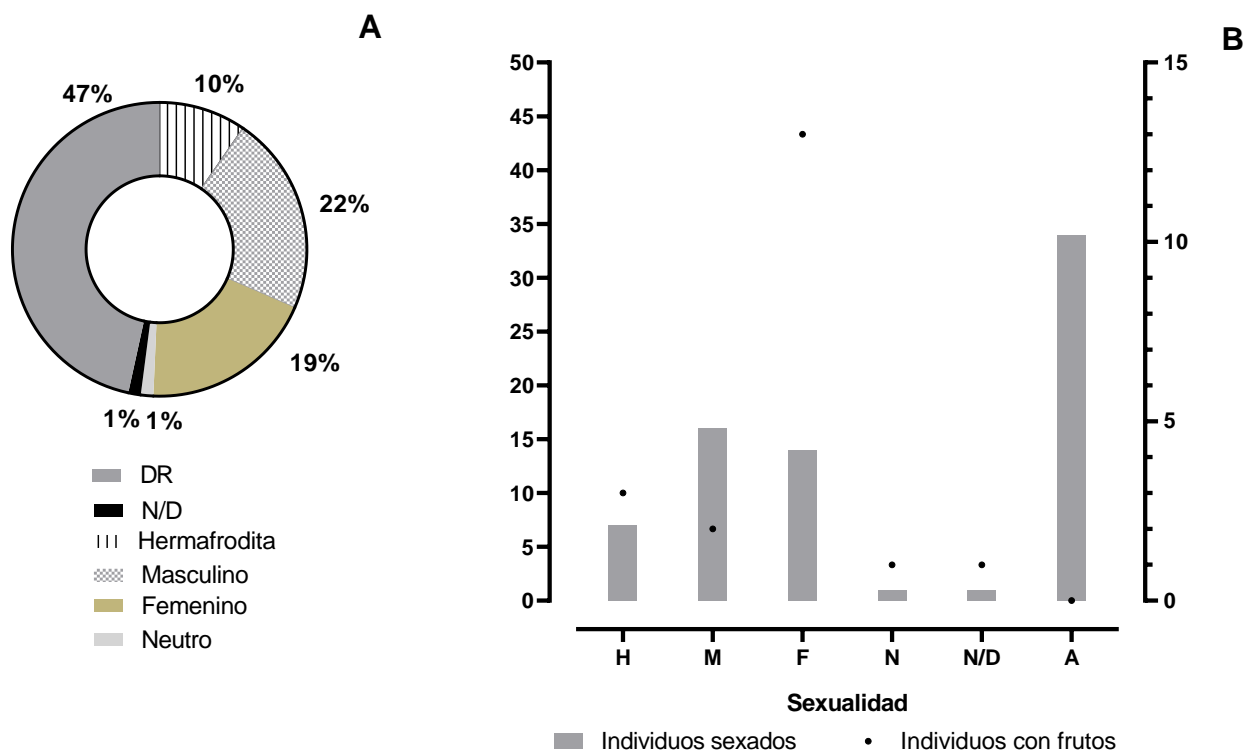 A
47%
10%
22%
19%
1%
1%
DR
N/D
Hermafrodita
Masculino
Femenino
Neutro
B
50
45
40
35
30
25
20
15
10
5
0
15
10
5
0
H
M
F
N
N/D
A
Sexualidad
Individuos sexados
Individuos con frutos